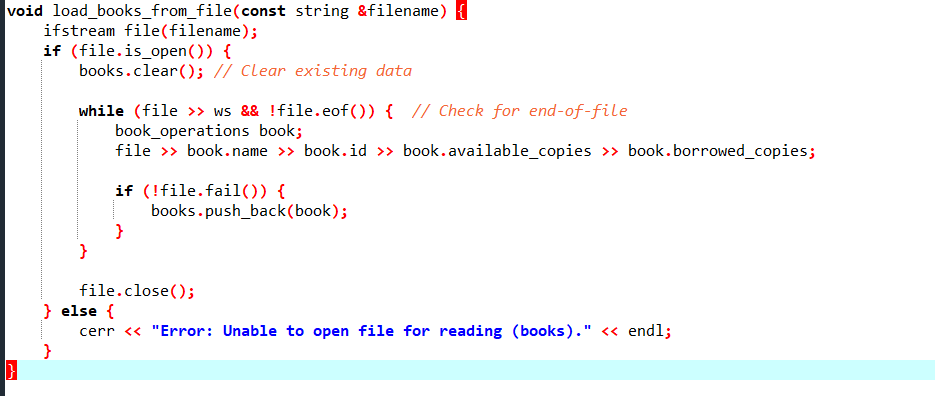 void load_books_from_file(const string &filename) {
    ifstream file(filename);
    if (file.is_open()) {
        books.clear(); // Clear existing data

        while (file >> ws && !file.eof()) {  // Check for end-of-file
            book_operations book;
            file >> book.name >> book.id >> book.available_copies >> book.borrowed_copies;

            if (!file.fail()) {
                books.push_back(book);
            }
        }

        file.close();
    } else {
        cerr << "Error: Unable to open file for reading (books)." << endl;
    }
}